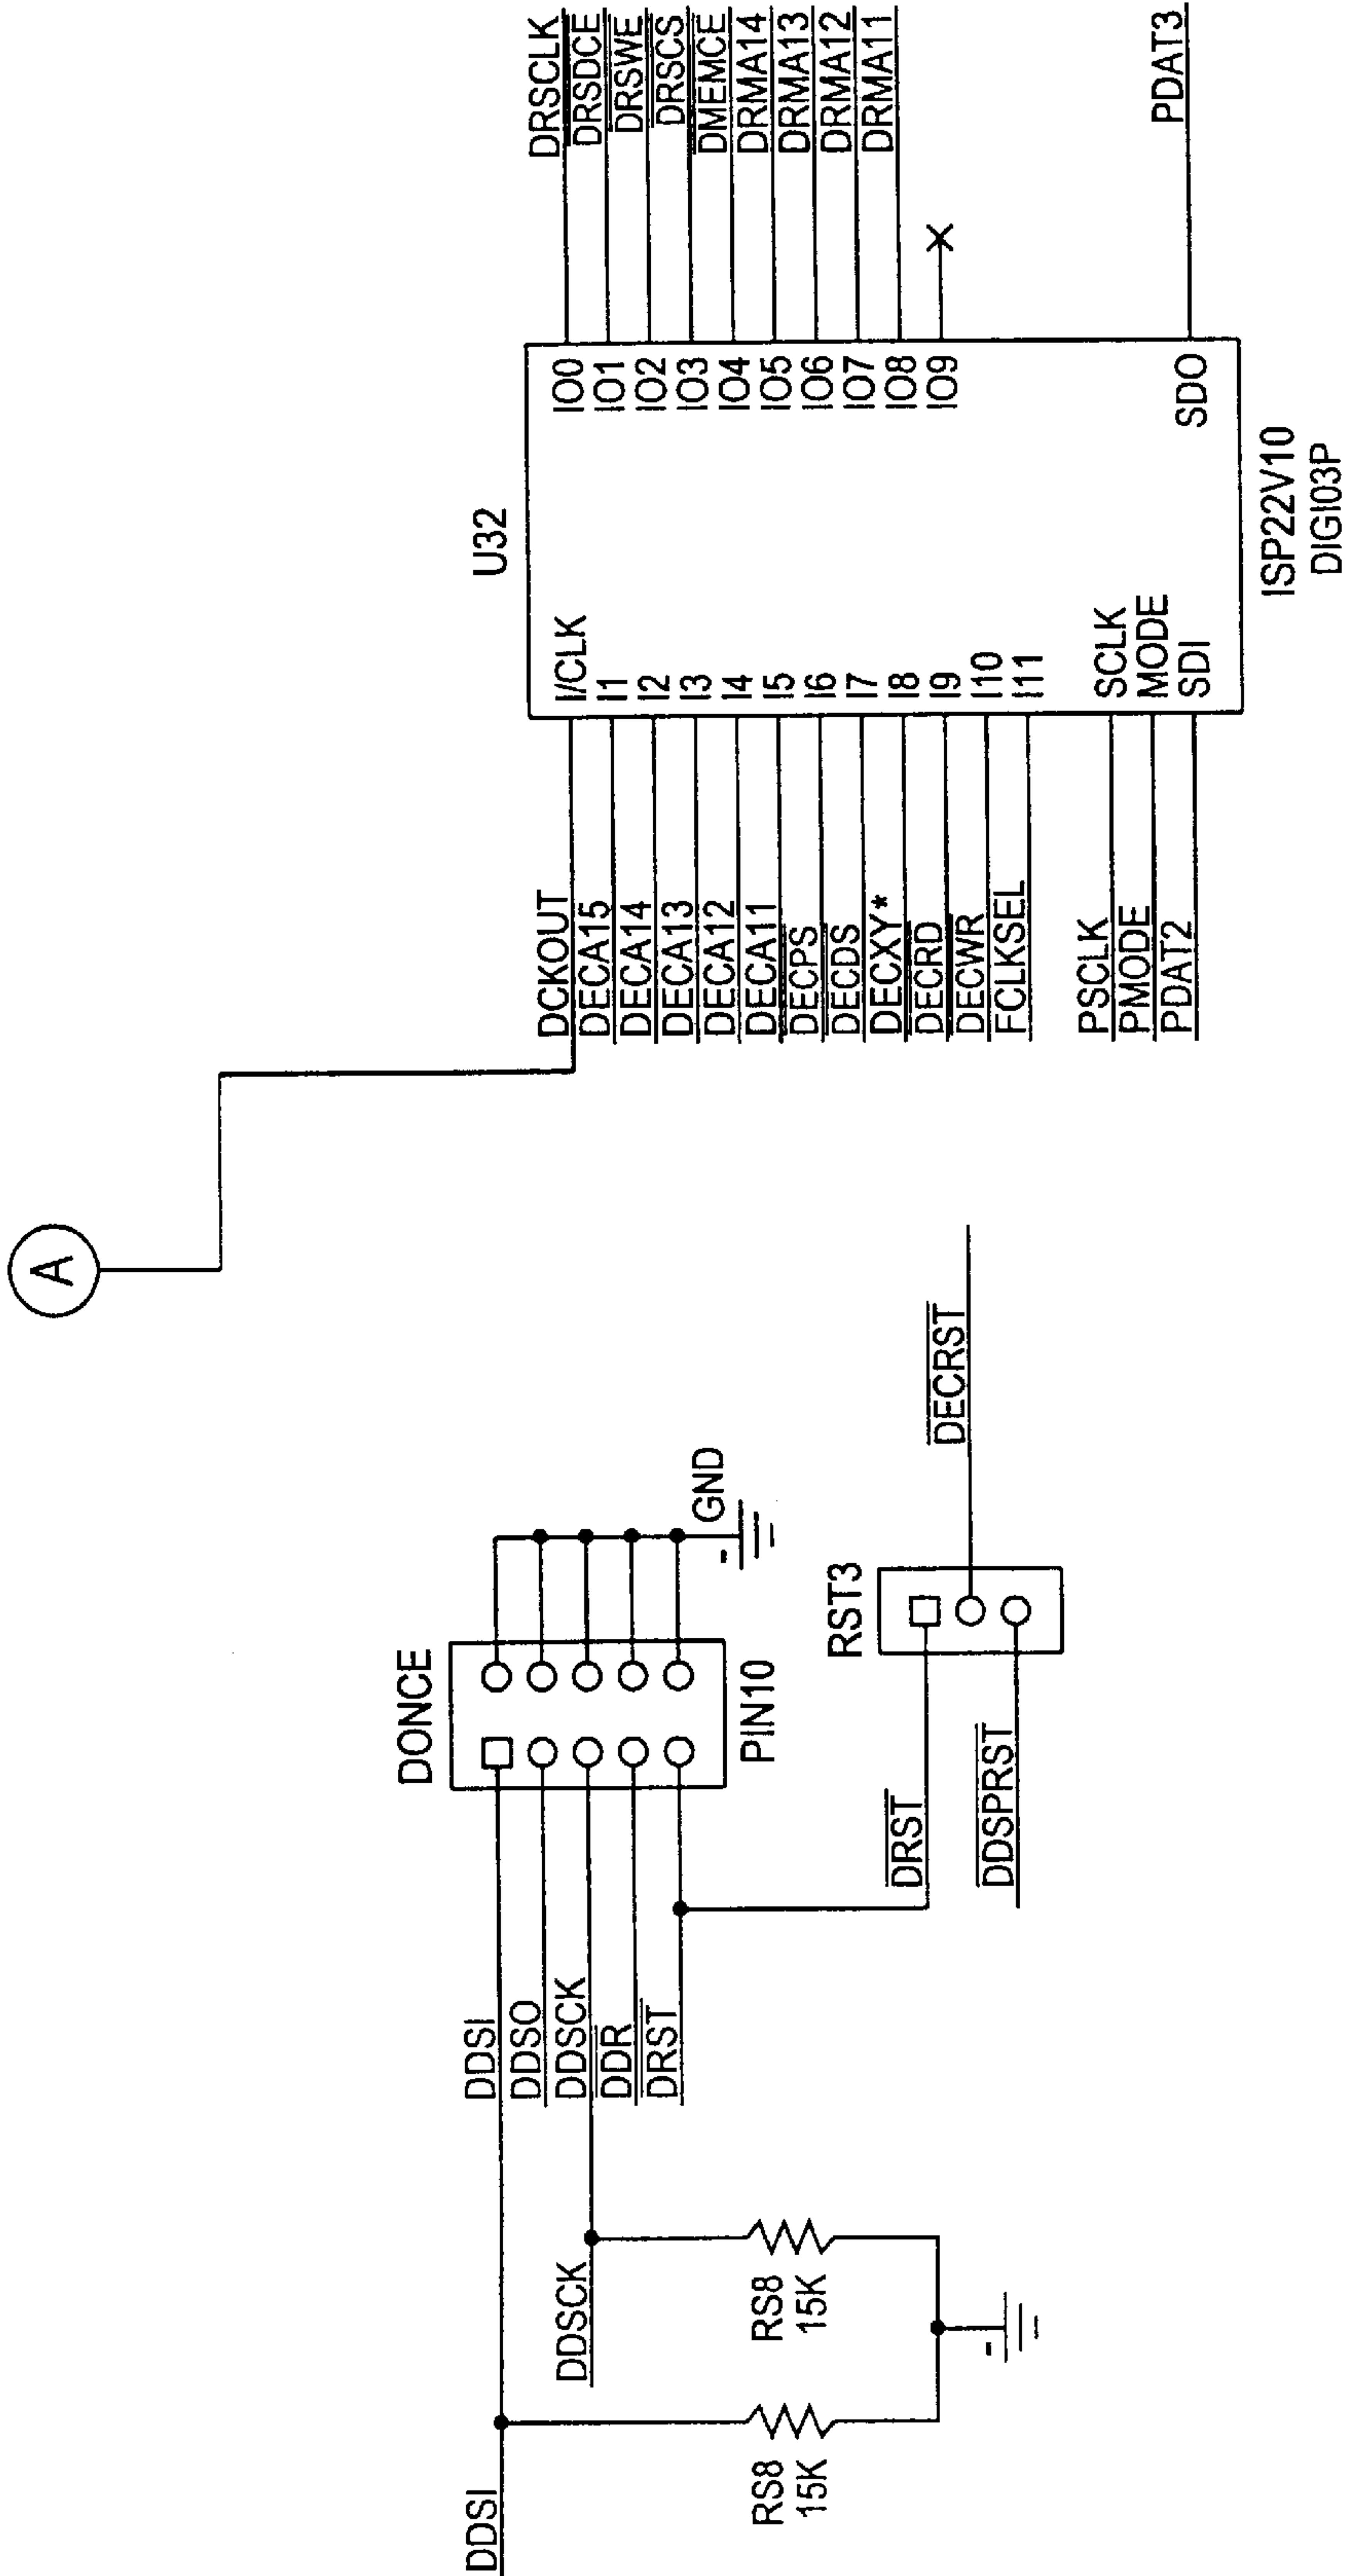 A
DDSI
DDSCK
RS8
15K
RS8
15K
DDSI
DDSO
DDSCK
DDR
DRST
DONCE
PIN10
GND
DRST
DDSPRST
RST3
DECRST
U32
DCKOUT
DECA15
DECA14
DECA13
DECA12
DECA11
DECPS
DECDS
DECXY*
DECRD
DECWR
FCLKSEL
PSCLK
PMODE
PDAT2
I/CLK
I1
I2
I3
I4
I5
I6
I7
I8
I9
I10
I11
SCLK
MODE
SDI
IO0
IO1
IO2
IO3
IO4
IO5
IO6
IO7
IO8
IO9
SDO
DRSCLK
DRSDCE
DRSWE
DRSCS
DMEMCE
DRMA14
DRMA13
DRMA12
DRMA11
PDAT3
ISP22V10
DIGI03P